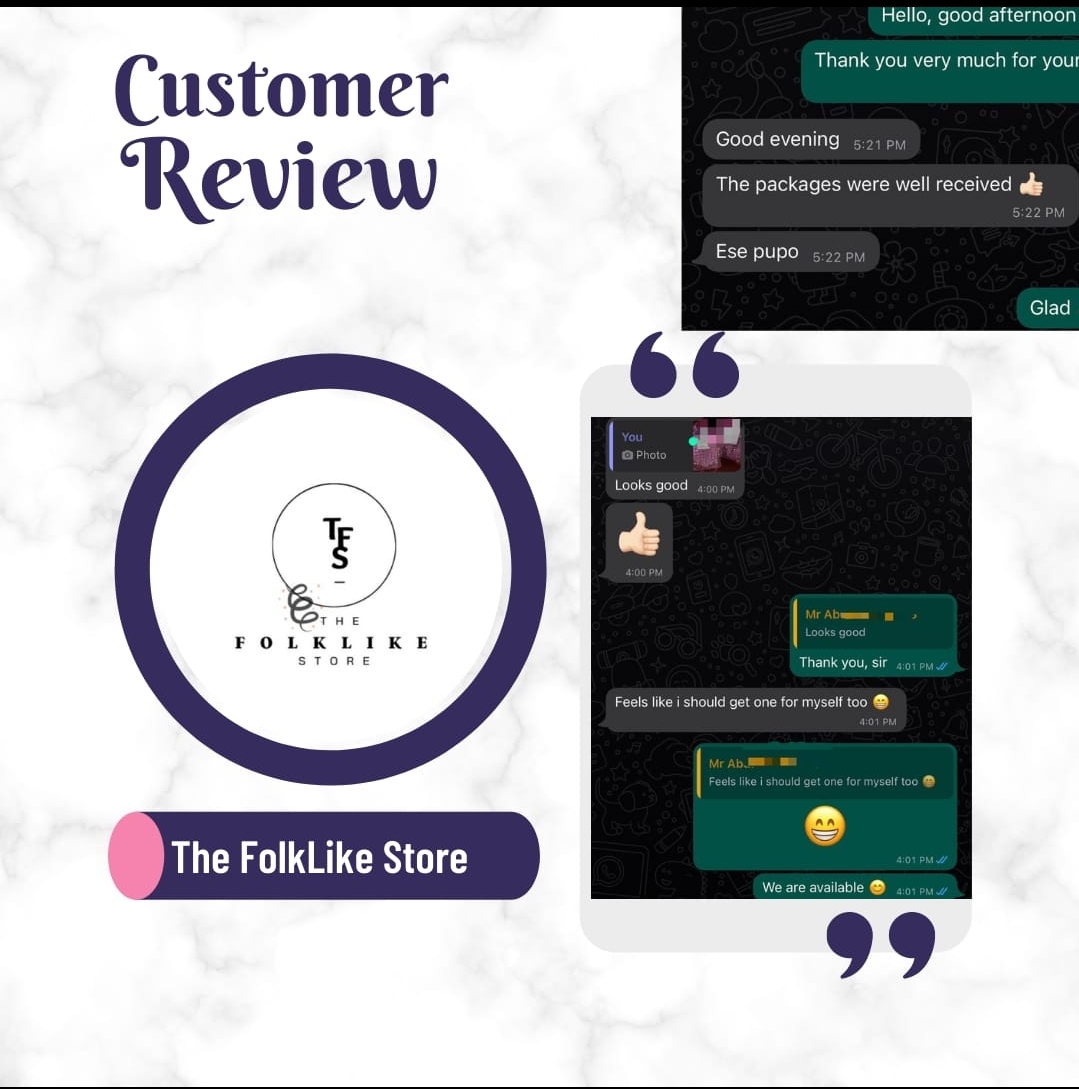 Customer
Review
Hello, good afternoon
Thank you very much for your
Good evening 5:21 PM
The packages were well received 👍🏻
5:22 PM
Ese pupo 5:22 PM
Glad
TFS
THE
FOLKLIKE
STORE
The FolkLike Store
You
Photo
Looks good 4:00 PM
👍🏻
4:00 PM
Mr Ab
Looks good
Thank you, sir 4:01 PM
Feels like i should get one for myself too 😁
4:01 PM
Mr Ab
Feels like i should get one for myself too 😁
😁
4:01 PM
We are available 😊 4:01 PM